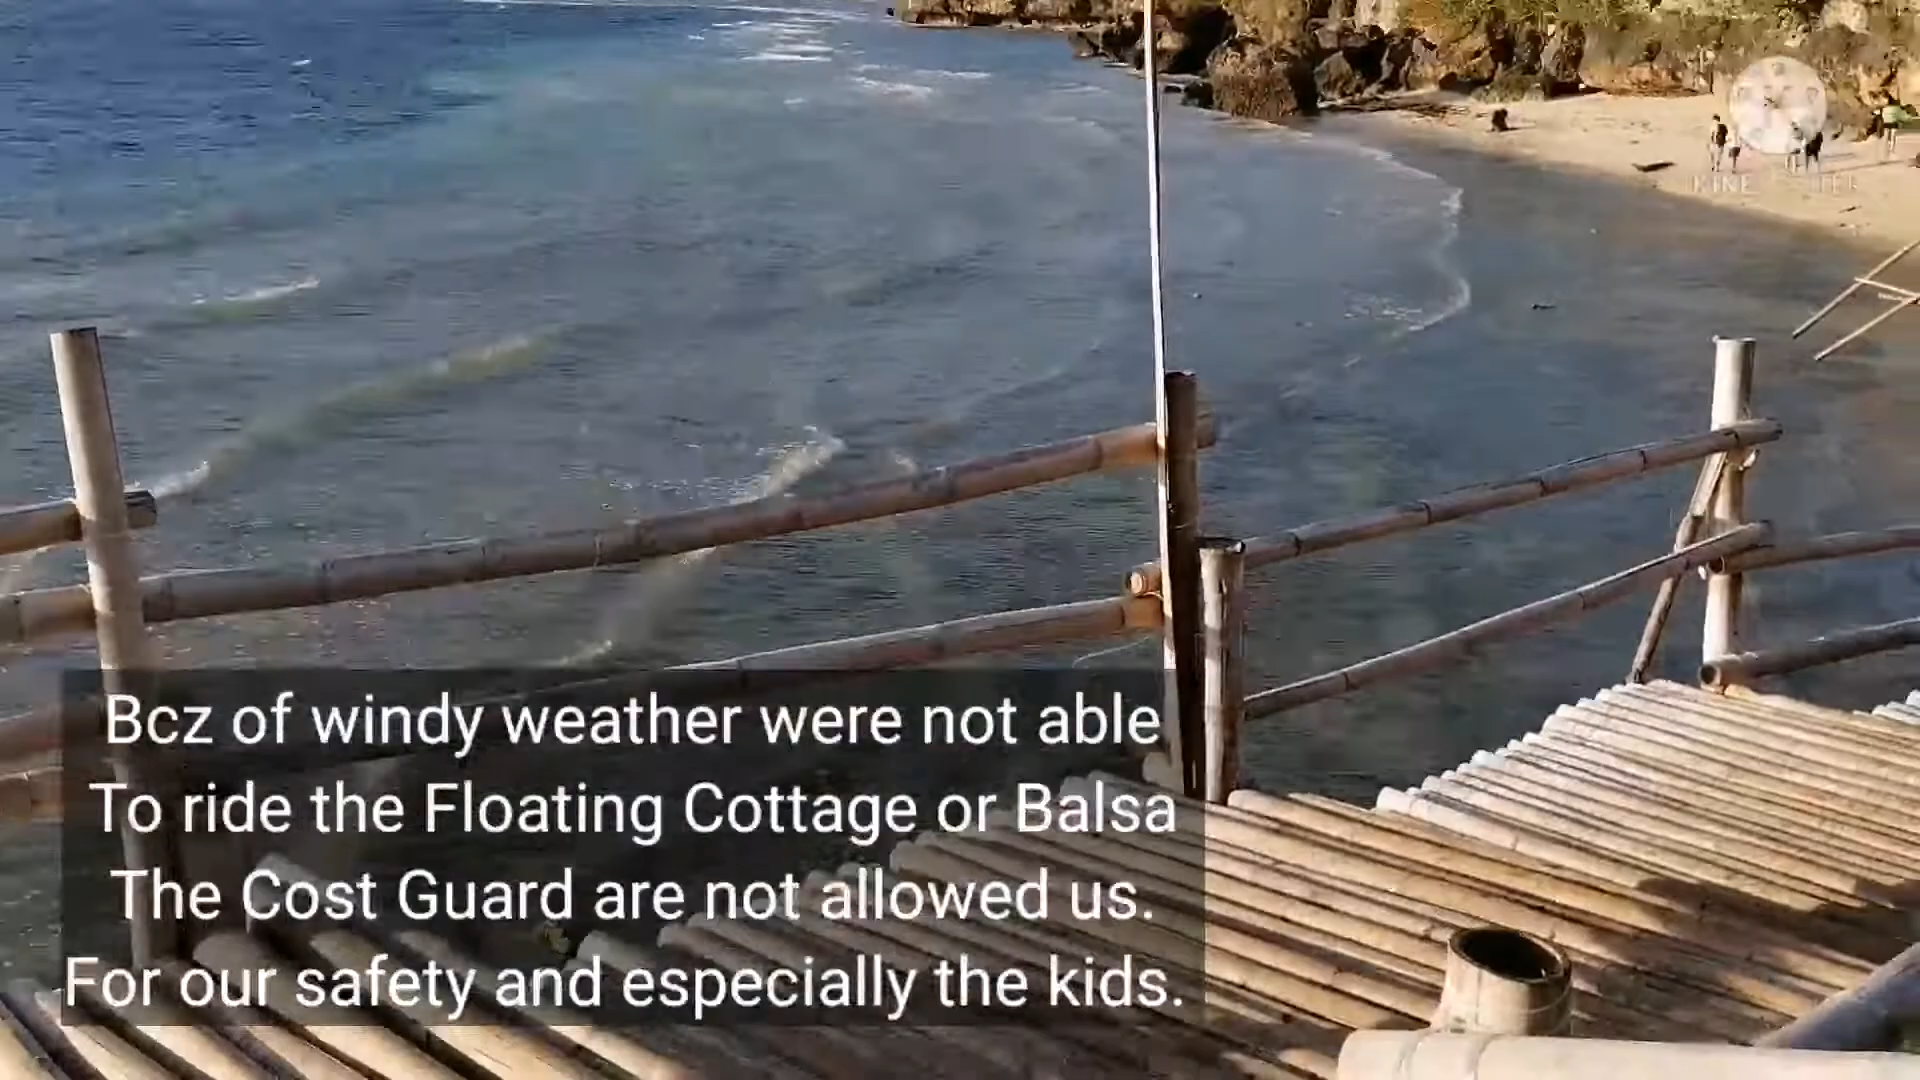 KINEMASTER
Bcz of windy weather were not able
To ride the Floating Cottage or Balsa
The Cost Guard are not allowed us.
For our safety and especially the kids.